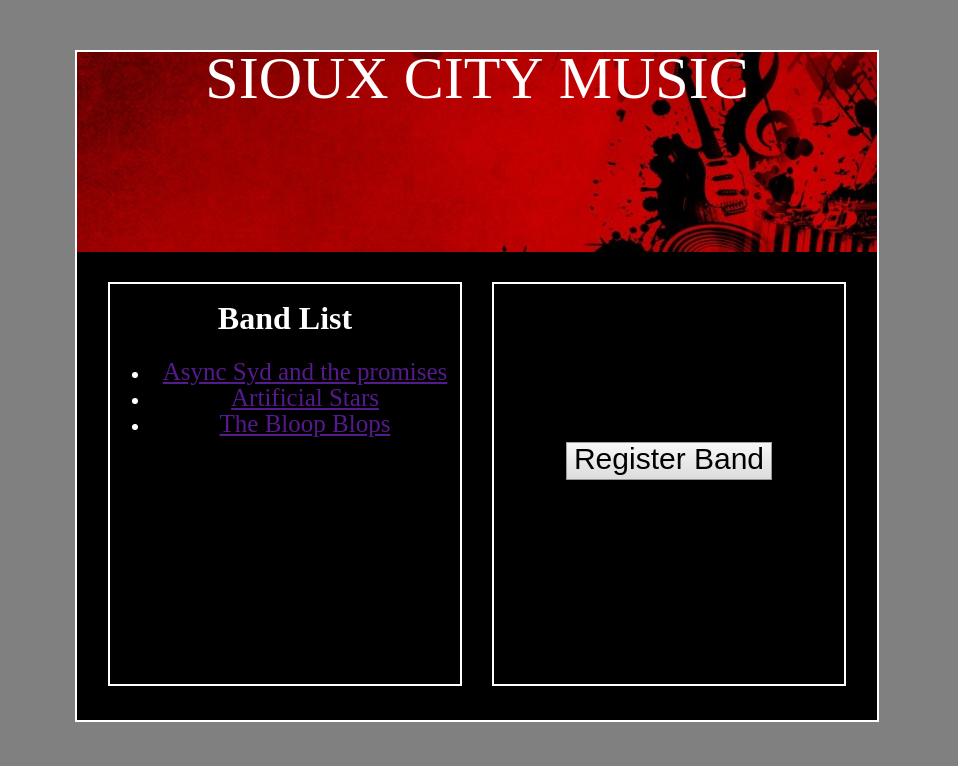 SIOUX CITY MUSIC
Band List
Async Syd and the promises
Artificial Stars
The Bloop Blops
Register Band